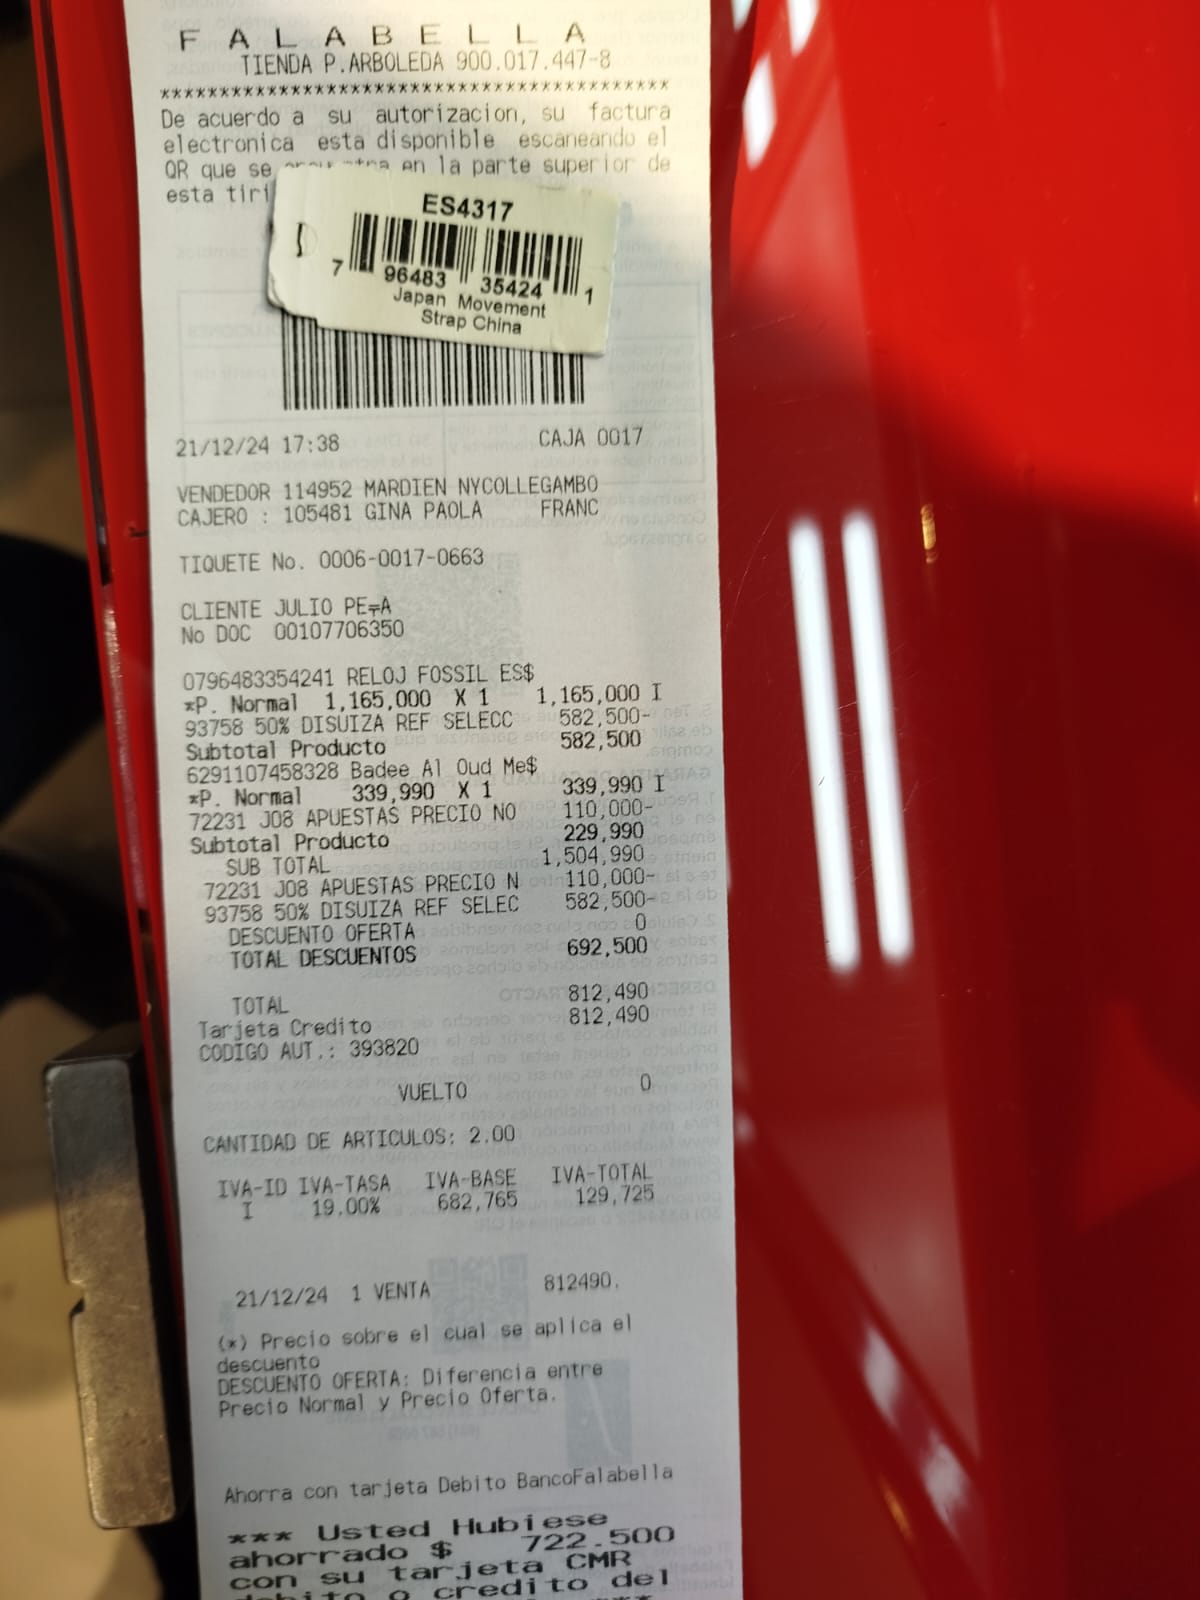 F A L A B E L L A
TIENDA P.ARBOLEDA 900.017.447-8
*******************************************
De acuerdo a su autorizacion, su factura
electronica esta disponible escaneando el
QR que se en la parte superior de
esta tiri
ES4317
7 96483 35424 1
Japan Movement
Strap China
21/12/24 17:38 CAJA 0017
VENDEDOR 114952 MARDIEN NYCOLLEGAMBO
CAJERO : 105481 GINA PAOLA FRANC
TIQUETE No. 0006-0017-0663
CLIENTE JULIO PE╤A
No DOC 00107706350
0796483354241 RELOJ FOSSIL ES$
*P. Normal 1,165,000 X 1 1,165,000 I
93758 50% DISUIZA REF SELECC 582,500-
Subtotal Producto 582,500
6291107458328 Badee Al Oud Me$
*P. Normal 339,990 X 1 339,990 I
72231 J08 APUESTAS PRECIO NO 110,000-
Subtotal Producto 229,990
SUB TOTAL 1,504,990
72231 J08 APUESTAS PRECIO N 110,000-
93758 50% DISUIZA REF SELEC 582,500-
DESCUENTO OFERTA 0
TOTAL DESCUENTOS 692,500
TOTAL 812,490
Tarjeta Credito 812,490
CODIGO AUT.: 393820
VUELTO 0
CANTIDAD DE ARTICULOS: 2.00
IVA-ID IVA-TASA IVA-BASE IVA-TOTAL
I 19.00% 682,765 129,725
21/12/24 1 VENTA 812490.
(*) Precio sobre el cual se aplica el
descuento
DESCUENTO OFERTA: Diferencia entre
Precio Normal y Precio Oferta.
Ahorra con tarjeta Debito BancoFalabella
*** Usted Hubiese
ahorrado $ 722.500
con su tarjeta CMR
debito o credito del